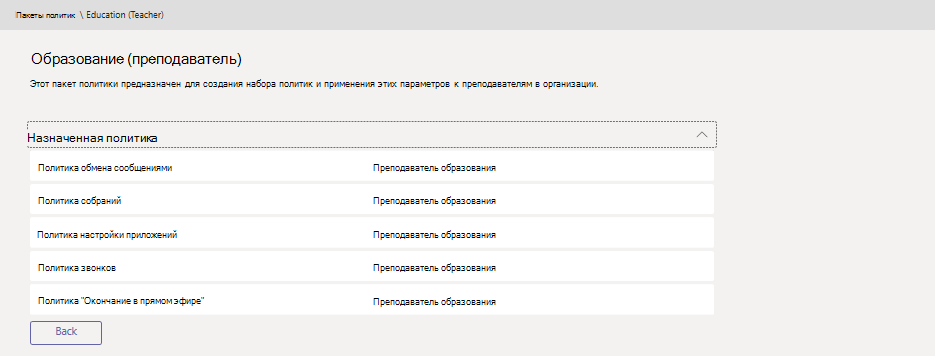 Пакеты политик \ Education (Teacher)
Образование (преподаватель)
Этот пакет политики предназначен для создания набора политик и применения этих параметров к преподавателям в организации.
Назначенная политика
Политика обмена сообщениями Преподаватель образования
Политика собраний Преподаватель образования
Политика настройки приложений Преподаватель образования
Политика звонков Преподаватель образования
Политика "Окончание в прямом эфире" Преподаватель образования
Back